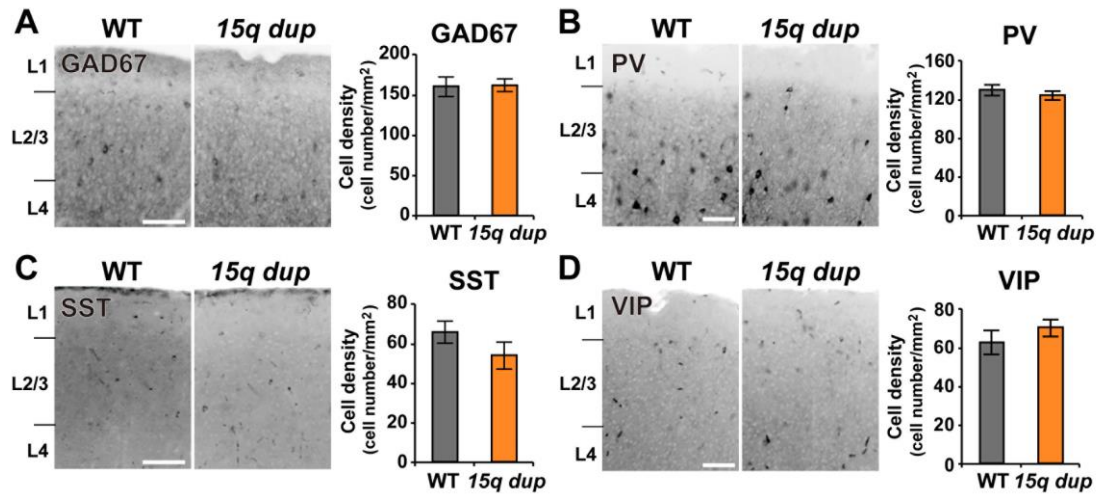 A
WT
15q dup
GAD67
GAD67
L1
L2/3
L4
Cell density
(cell number/mm2)
200
150
100
50
0
WT 15q dup
B
WT
15q dup
PV
PV
L1
L2/3
L4
Cell density
(cell number/mm2)
160
120
80
40
0
WT 15q dup
C
WT
15q dup
SST
SST
L1
L2/3
L4
Cell density
(cell number/mm2)
80
60
40
20
0
WT 15q dup
D
WT
15q dup
VIP
VIP
L1
L2/3
L4
Cell density
(cell number/mm2)
80
60
40
20
0
WT 15q dup